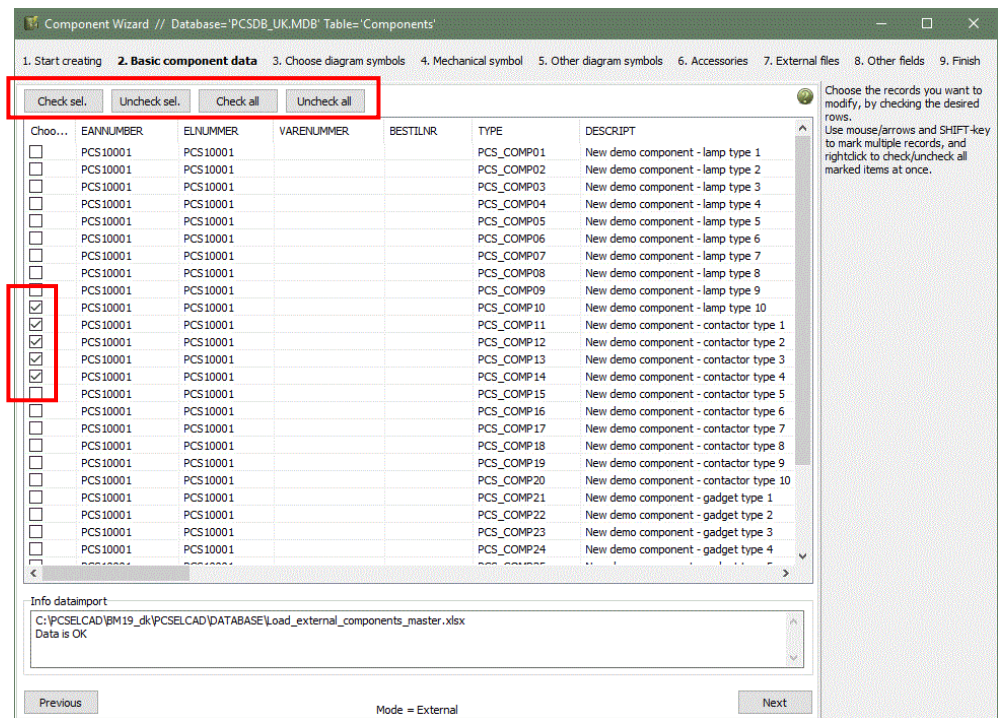 Component Wizard // Database='PCSDB_UK.MDB' Table='Components'
1. Start creating 2. Basic component data 3. Choose diagram symbols 4. Mechanical symbol 5. Other diagram symbols 6. Accessories 7. External files 8. Other fields 9. Finish
Check sel. Uncheck sel. Check all Uncheck all
Choo... EANNUMBER ELNUMMER VARENUMMER BESTILNR TYPE DESCRIPT
PCS10001 PCS10001 PCS_COMP01 New demo component - lamp type 1
PCS10001 PCS10001 PCS_COMP02 New demo component - lamp type 2
PCS10001 PCS10001 PCS_COMP03 New demo component - lamp type 3
PCS10001 PCS10001 PCS_COMP04 New demo component - lamp type 4
PCS10001 PCS10001 PCS_COMP05 New demo component - lamp type 5
PCS10001 PCS10001 PCS_COMP06 New demo component - lamp type 6
PCS10001 PCS10001 PCS_COMP07 New demo component - lamp type 7
PCS10001 PCS10001 PCS_COMP08 New demo component - lamp type 8
PCS10001 PCS10001 PCS_COMP09 New demo component - lamp type 9
PCS10001 PCS10001 PCS_COMP10 New demo component - lamp type 10
PCS10001 PCS10001 PCS_COMP11 New demo component - contactor type 1
PCS10001 PCS10001 PCS_COMP12 New demo component - contactor type 2
PCS10001 PCS10001 PCS_COMP13 New demo component - contactor type 3
PCS10001 PCS10001 PCS_COMP14 New demo component - contactor type 4
PCS10001 PCS10001 PCS_COMP15 New demo component - contactor type 5
PCS10001 PCS10001 PCS_COMP16 New demo component - contactor type 6
PCS10001 PCS10001 PCS_COMP17 New demo component - contactor type 7
PCS10001 PCS10001 PCS_COMP18 New demo component - contactor type 8
PCS10001 PCS10001 PCS_COMP19 New demo component - contactor type 9
PCS10001 PCS10001 PCS_COMP20 New demo component - contactor type 10
PCS10001 PCS10001 PCS_COMP21 New demo component - gadget type 1
PCS10001 PCS10001 PCS_COMP22 New demo component - gadget type 2
PCS10001 PCS10001 PCS_COMP23 New demo component - gadget type 3
PCS10001 PCS10001 PCS_COMP24 New demo component - gadget type 4
Choose the records you want to
modify, by checking the desired
rows.
Use mouse/arrows and SHIFT-key
to mark multiple records, and
rightclick to check/uncheck all
marked items at once.
Info dataimport
C:\PCSELCAD\BM19_dk\PCSELCAD\DATABASE\Load_external_components_master.xlsx
Data is OK
Previous Mode = External Next